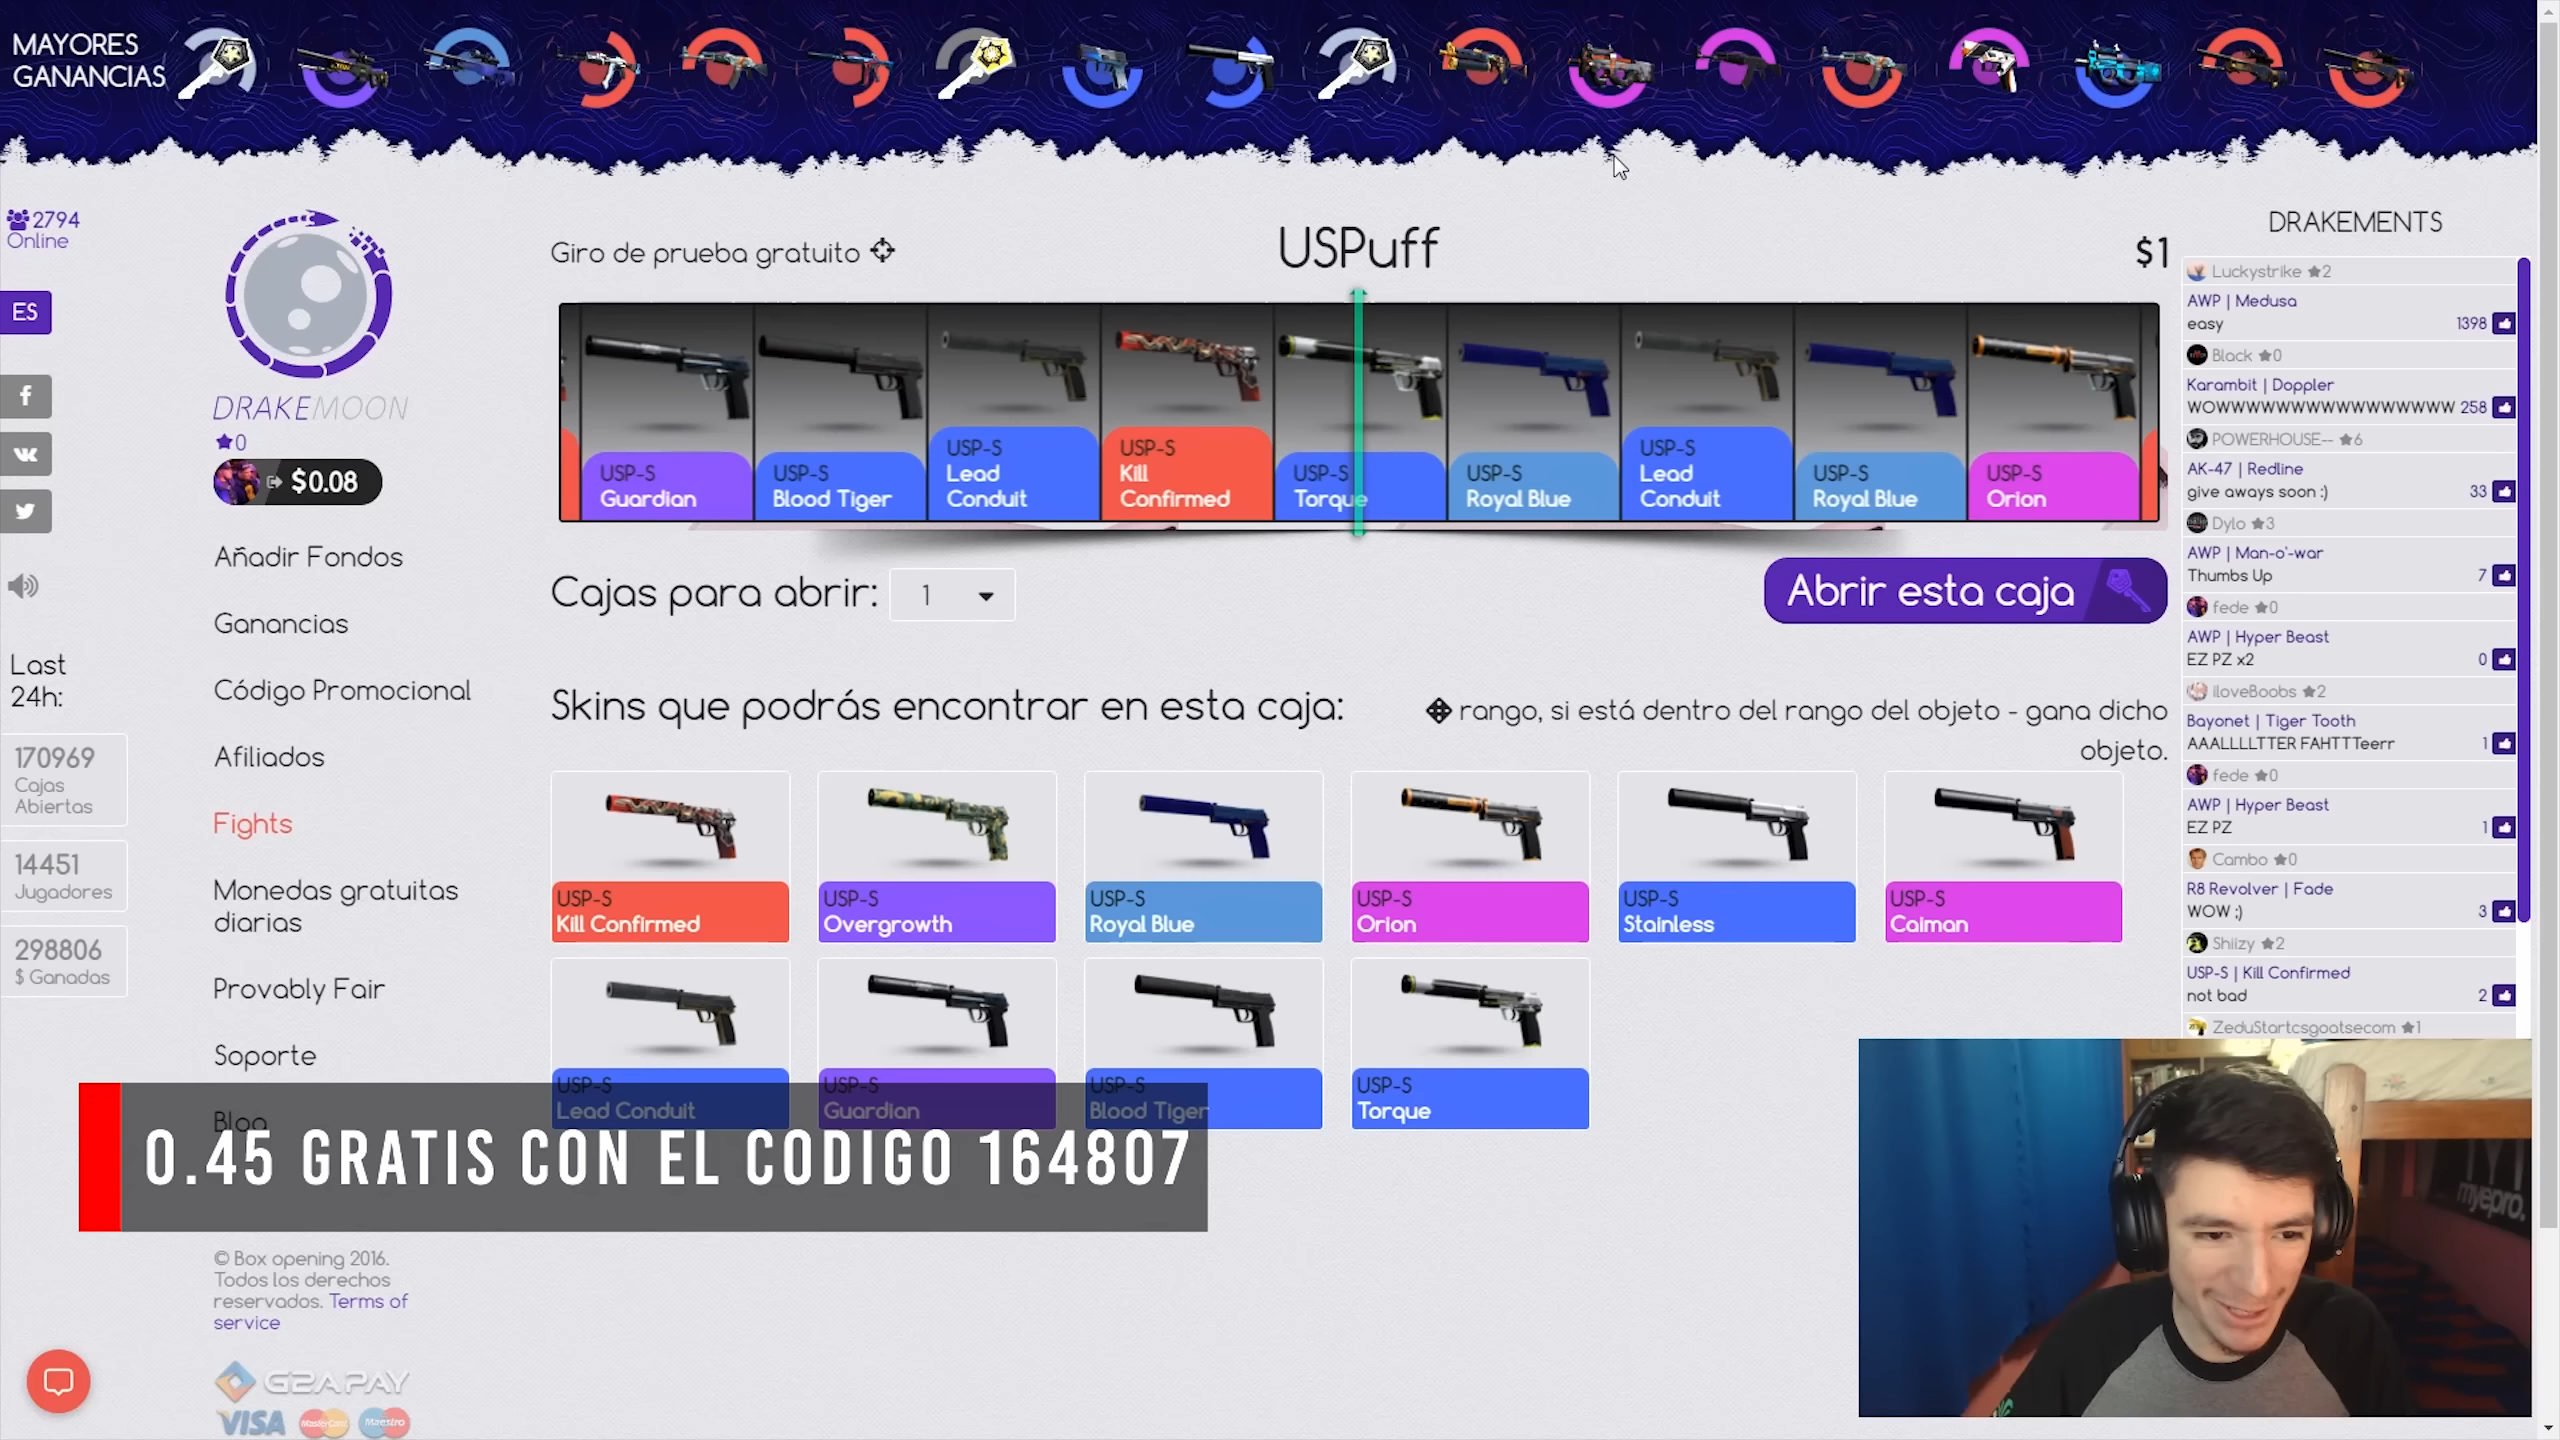 MAYORES
GANANCIAS
2794
Online
ES
Last
24h:
170969
Cajas
Abiertas
14451
Jugadores
298806
$ Ganadas
DRAKEMOON
0
$0.08
Añadir Fondos
Ganancias
Código Promocional
Afiliados
Fights
Monedas gratuitas
diarias
Provably Fair
Soporte
Blog
© Box opening 2016.
Todos los derechos
reservados. Terms of
service
G2A PAY
VISA MasterCard Maestro
Giro de prueba gratuito
USPuff
$1
USP-S
Guardian
USP-S
Blood Tiger
USP-S
Lead
Conduit
USP-S
Kill
Confirmed
USP-S
Torque
USP-S
Royal Blue
USP-S
Lead
Conduit
USP-S
Royal Blue
USP-S
Orion
Cajas para abrir: 1
Abrir esta caja
Skins que podrás encontrar en esta caja:
rango, si está dentro del rango del objeto - gana dicho
objeto.
USP-S
Kill Confirmed
USP-S
Overgrowth
USP-S
Royal Blue
USP-S
Orion
USP-S
Stainless
USP-S
Caiman
USP-S
Lead Conduit
USP-S
Guardian
USP-S
Blood Tiger
USP-S
Torque
0.45 GRATIS CON EL CODIGO 164807
DRAKEMENTS
Luckystrike 2
AWP | Medusa
easy 1398
Black 0
Karambit | Doppler
WOWWWWWWWWWWWWWWWW 258
POWERHOUSE-- 6
AK-47 | Redline
give aways soon :) 33
Dylo 3
AWP | Man-o'-war
Thumbs Up 7
fede 0
AWP | Hyper Beast
EZ PZ x2 0
iloveBoobs 2
Bayonet | Tiger Tooth
AAALLLLTTER FAHTTTeerr 1
fede 0
AWP | Hyper Beast
EZ PZ 1
Cambo 0
R8 Revolver | Fade
WOW ;) 3
Shiizy 2
USP-S | Kill Confirmed
not bad 2
ZeduStartcsgoatsecom 1
myepro.